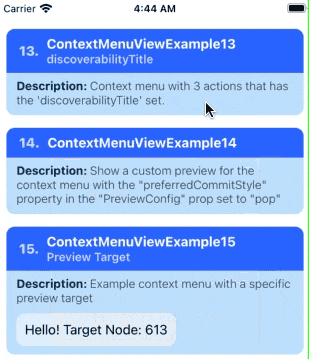 Carrier 4:44 AM
13. ContextMenuViewExample13
discoverabilityTitle
Description: Context menu with 3 actions that has
the 'discoverabilityTitle' set.
14. ContextMenuViewExample14
Description: Show a custom preview for the
context menu with the "preferredCommitStyle"
property in the "PreviewConfig" prop set to "pop"
15. ContextMenuViewExample15
Preview Target
Description: Example context menu with a specific
preview target
Hello! Target Node: 613